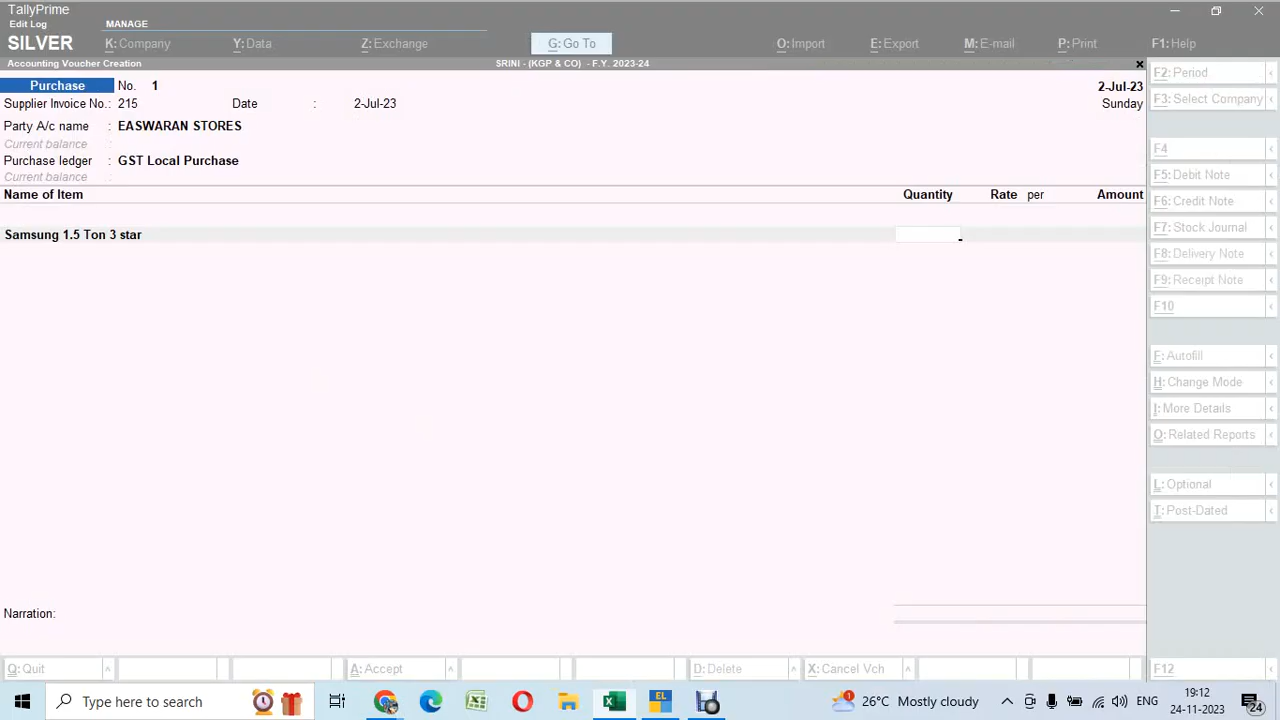 TallyPrime
Edit Log
MANAGE
SILVER
K: Company
Y: Data
Z: Exchange
G: Go To
O: Import
E: Export
M: E-mail
P: Print
F1: Help
Accounting Voucher Creation
SRINI - (KGP & CO) - F.Y. 2023-24
Purchase No. 1
2-Jul-23
Supplier Invoice No.: 215 Date : 2-Jul-23
Sunday
Party A/c name : EASWARAN STORES
Current balance :
Purchase ledger : GST Local Purchase
Current balance :
Name of Item Quantity Rate per Amount
Samsung 1.5 Ton 3 star
Narration:
F2: Period
F3: Select Company
F4
F5: Debit Note
F6: Credit Note
F7: Stock Journal
F8: Delivery Note
F9: Receipt Note
F10
F: Autofill
H: Change Mode
I: More Details
O: Related Reports
L: Optional
T: Post-Dated
Q: Quit
A: Accept
D: Delete
X: Cancel Vch
F12
Type here to search
EL
1
26°C Mostly cloudy
ENG
19:12
24-11-2023
24